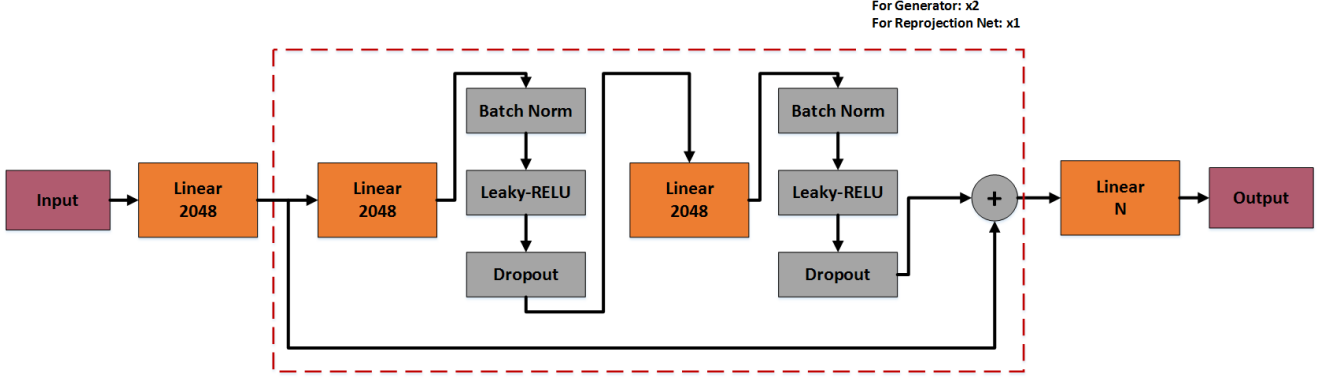 For Generator: x2
For Reprojection Net: x1
Input
Linear
2048
Linear
2048
Batch Norm
Leaky-RELU
Dropout
Linear
2048
Batch Norm
Leaky-RELU
Dropout
+
Linear
N
Output